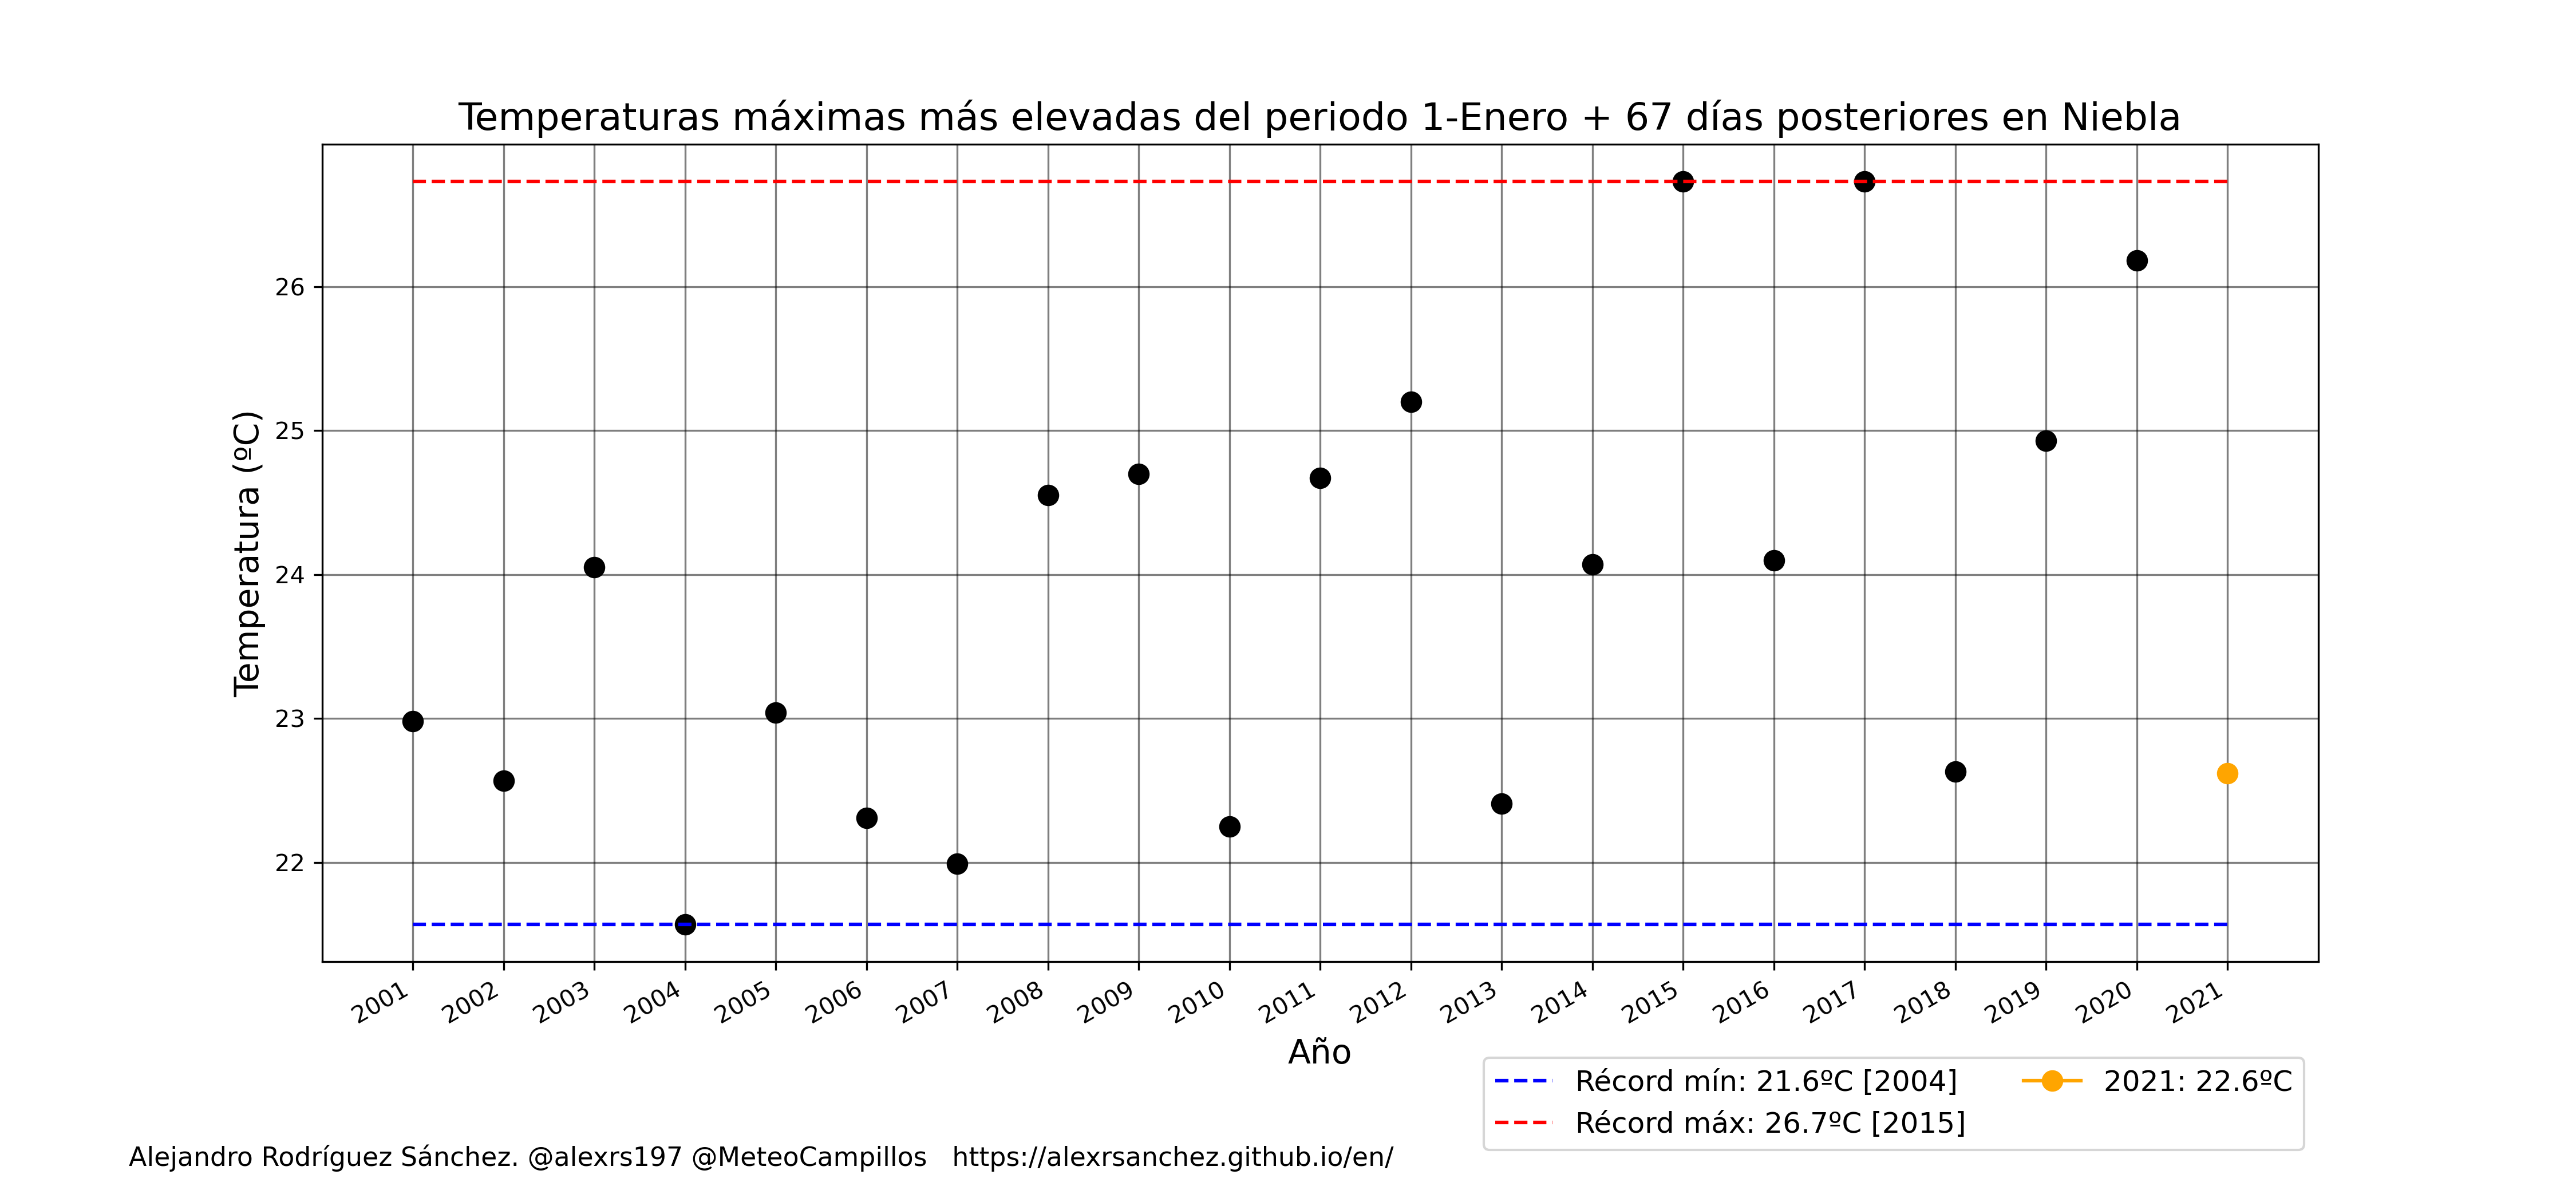 Temperaturas máximas más elevadas del periodo 1-Enero + 67 días posteriores en Niebla
Temperatura (ºC)
26
25
24
23
22
2001 2002 2003 2004 2005 2006 2007 2008 2009 2010 2011 2012 2013 2014 2015 2016 2017 2018 2019 2020 2021
Año
Récord mín: 21.6ºC [2004]
Récord máx: 26.7ºC [2015]
2021: 22.6ºC
Alejandro Rodríguez Sánchez. @alexrs197 @MeteoCampillos https://alexrsanchez.github.io/en/